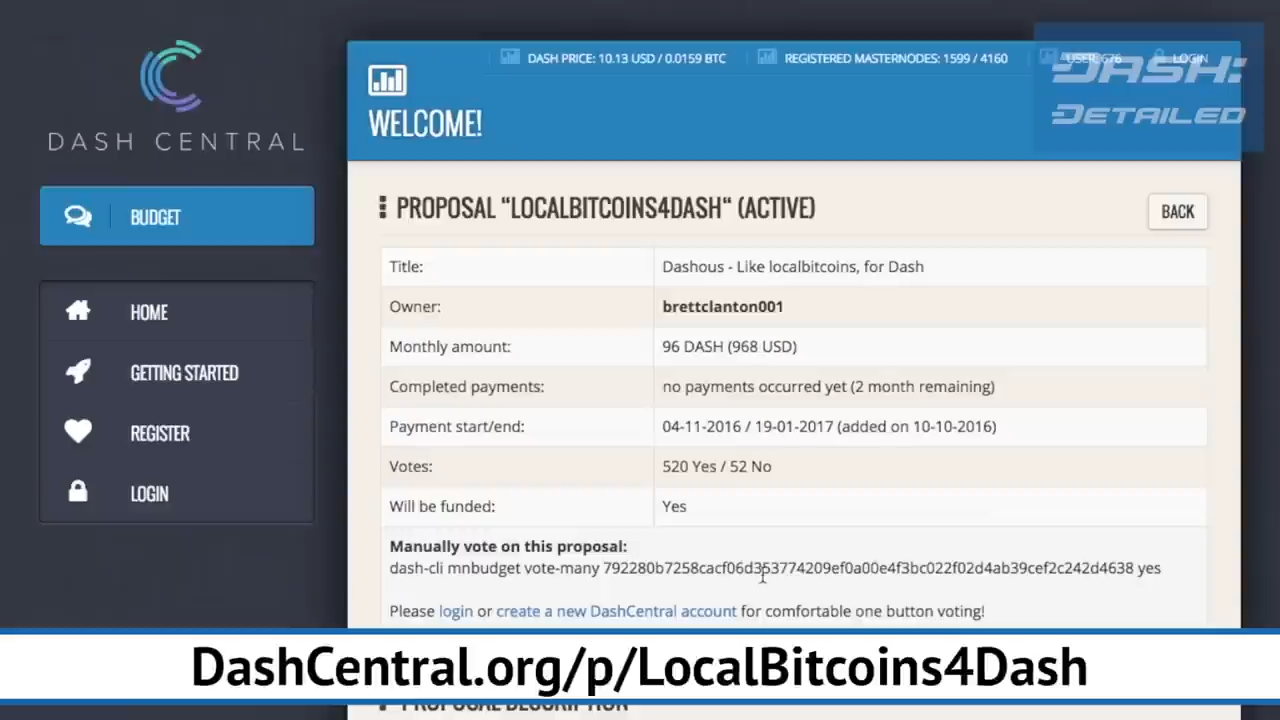 DASH CENTRAL
BUDGET
HOME
GETTING STARTED
REGISTER
LOGIN
DASH PRICE: 10.13 USD / 0.0159 BTC
REGISTERED MASTERNODES: 1599 / 4160
USER: 676
LOGIN
DASH:
DETAILED
WELCOME!
PROPOSAL “LOCALBITCOINS4DASH“ (ACTIVE)
BACK
Title: Dashous - Like localbitcoins, for Dash
Owner: brettclanton001
Monthly amount: 96 DASH (968 USD)
Completed payments: no payments occurred yet (2 month remaining)
Payment start/end: 04-11-2016 / 19-01-2017 (added on 10-10-2016)
Votes: 520 Yes / 52 No
Will be funded: Yes
Manually vote on this proposal:
dash-cli mnbudget vote-many 792280b7258cacf06d353774209ef0a00e4f3bc022f02d4ab39cef2c242d4638 yes
Please login or create a new DashCentral account for comfortable one button voting!
DashCentral.org/p/LocalBitcoins4Dash
PROPOSAL DESCRIPTION